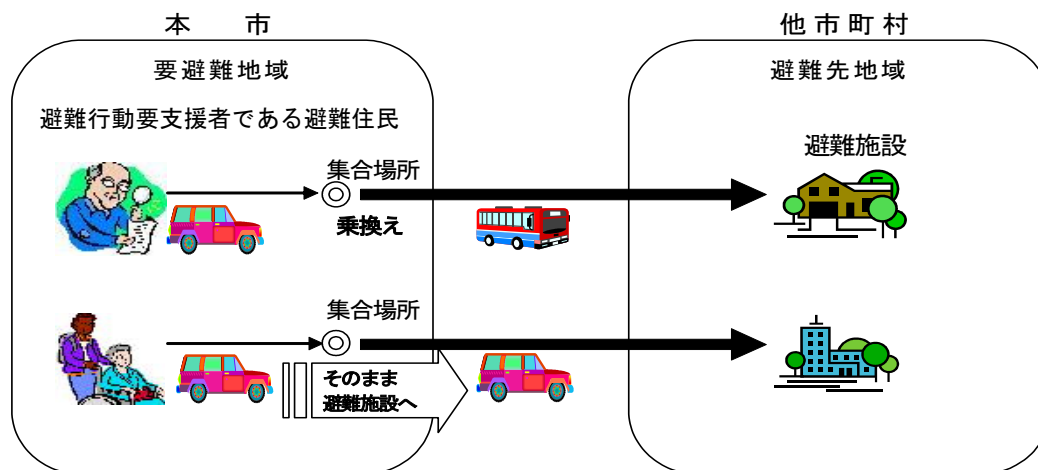 本　市
他市町村
要避難地域
避難先地域
避難行動要支援者である避難住民
避難施設
集合場所
乗換え
集合場所
そのまま
避難施設へ